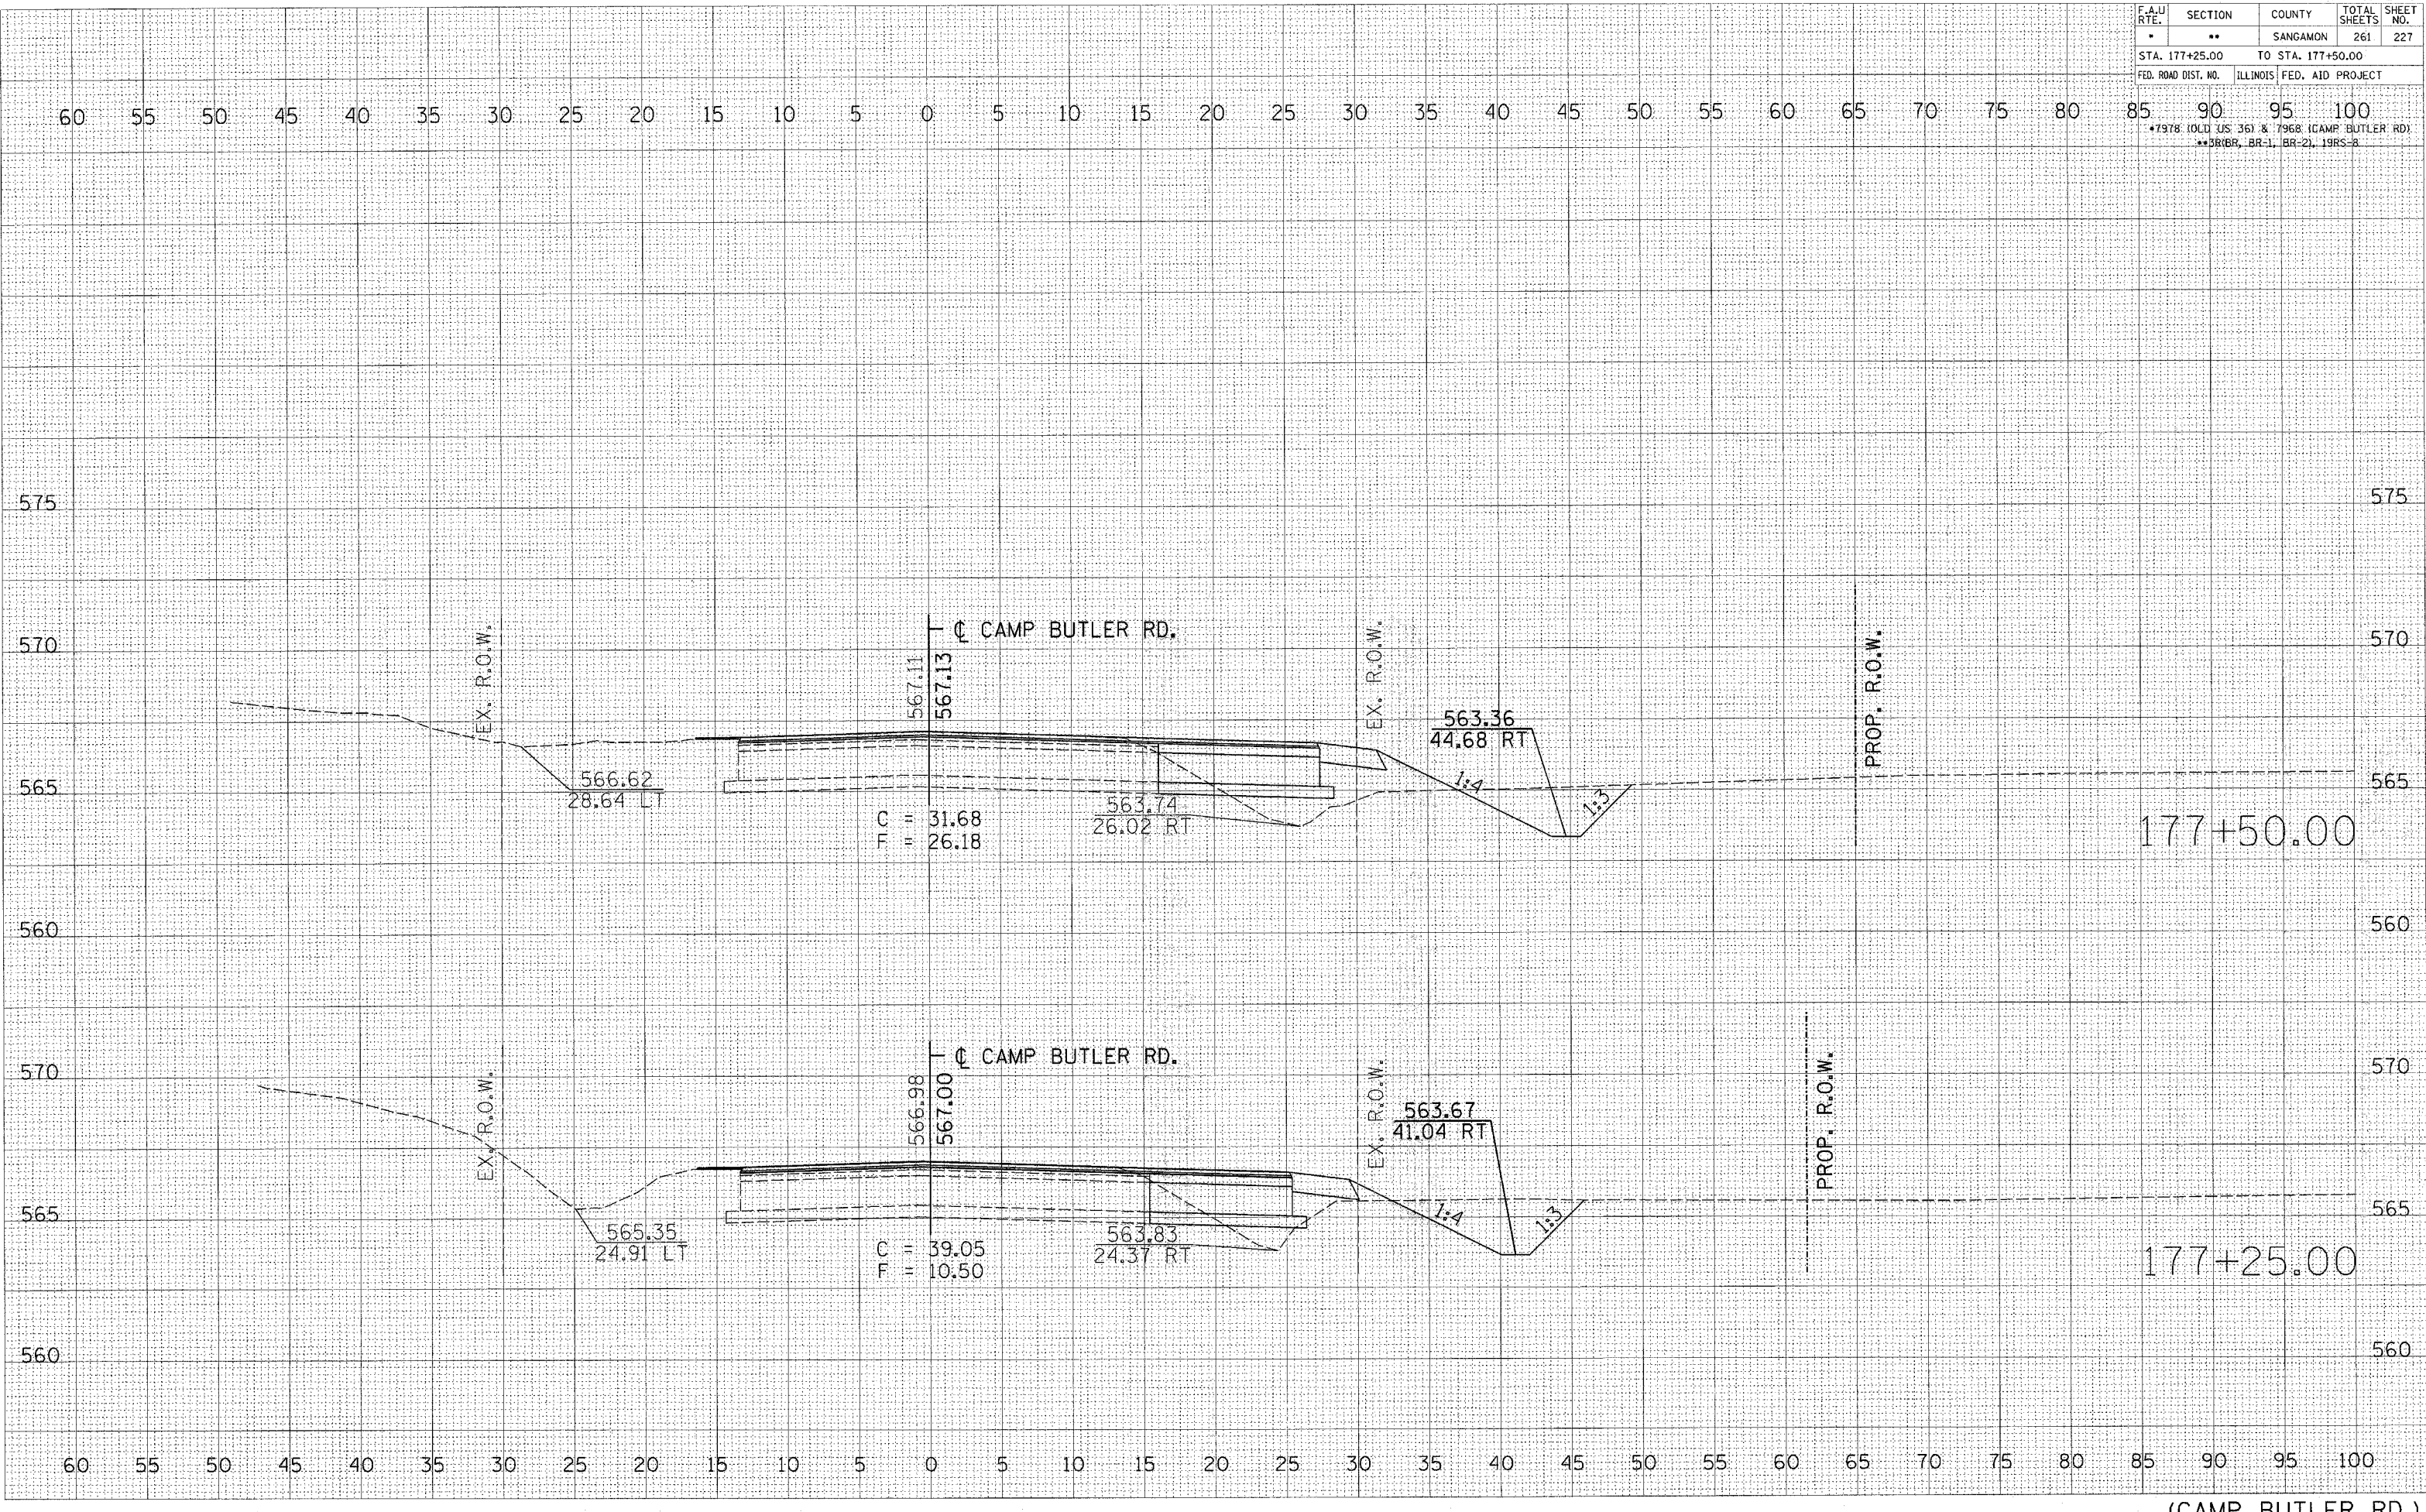 F.A.U RTE. SECTION COUNTY TOTAL SHEETS SHEET NO.
* ** SANGAMON 261 227
STA. 177+25.00 TO STA. 177+50.00
FED. ROAD DIST. NO. ILLINOIS FED. AID PROJECT
60 55 50 45 40 35 30 25 20 15 10 5 0 5 10 15 20 25 30 35 40 45 50 55 60 65 70 75 80 85 90 95 100
*7978 (OLD US 36) & 7968 (CAMP BUTLER RD)
**3R(BR, BR-1, BR-2), 19RS-8
575 575
570 570
EX. R.O.W.
℄ CAMP BUTLER RD.
567.11
567.13
EX. R.O.W.
563.36
44.68 RT
PROP. R.O.W.
566.62
28.64 LT
1:4
1:3
565 565
563.74
26.02 RT
C = 31.68
F = 26.18
177+50.00
560 560
570 570
EX. R.O.W.
℄ CAMP BUTLER RD.
566.98
567.00
EX. R.O.W.
563.67
41.04 RT
PROP. R.O.W.
565 565
1:4
1:3
565.35
24.91 LT
563.83
24.37 RT
C = 39.05
F = 10.50
177+25.00
560 560
60 55 50 45 40 35 30 25 20 15 10 5 0 5 10 15 20 25 30 35 40 45 50 55 60 65 70 75 80 85 90 95 100
(CAMP BUTLER RD.)